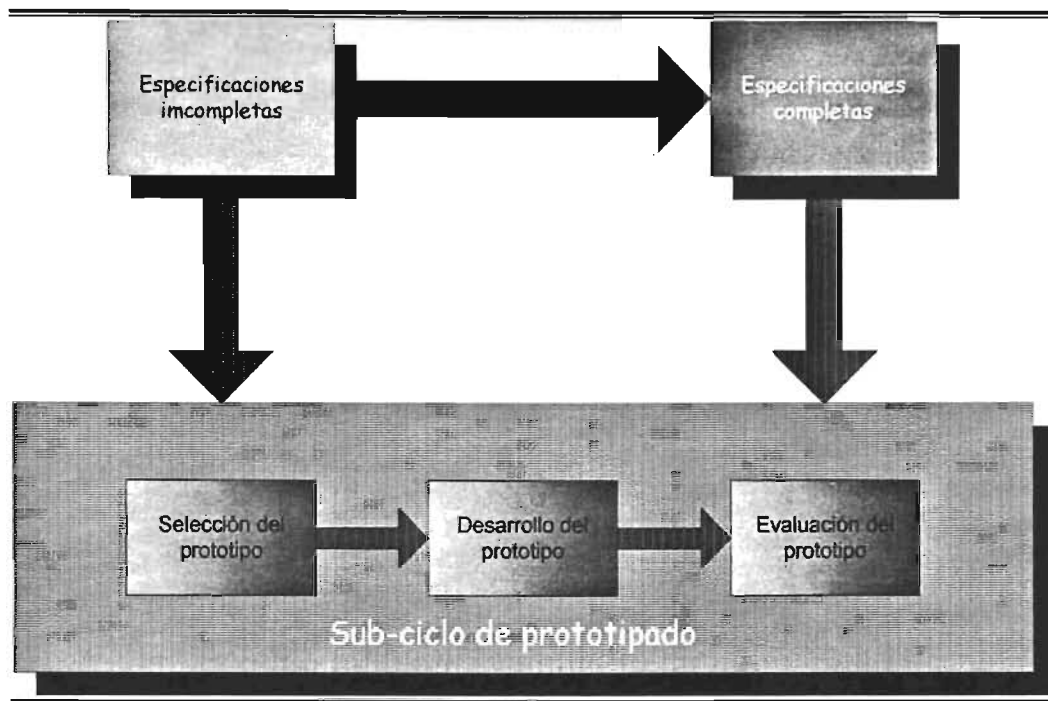 Especificaciones
imcompletas
Especificaciones
completas
Selección del
prototipo
Desarrollo del
prototipo
Evaluación del
prototipo
Sub-ciclo de prototipado